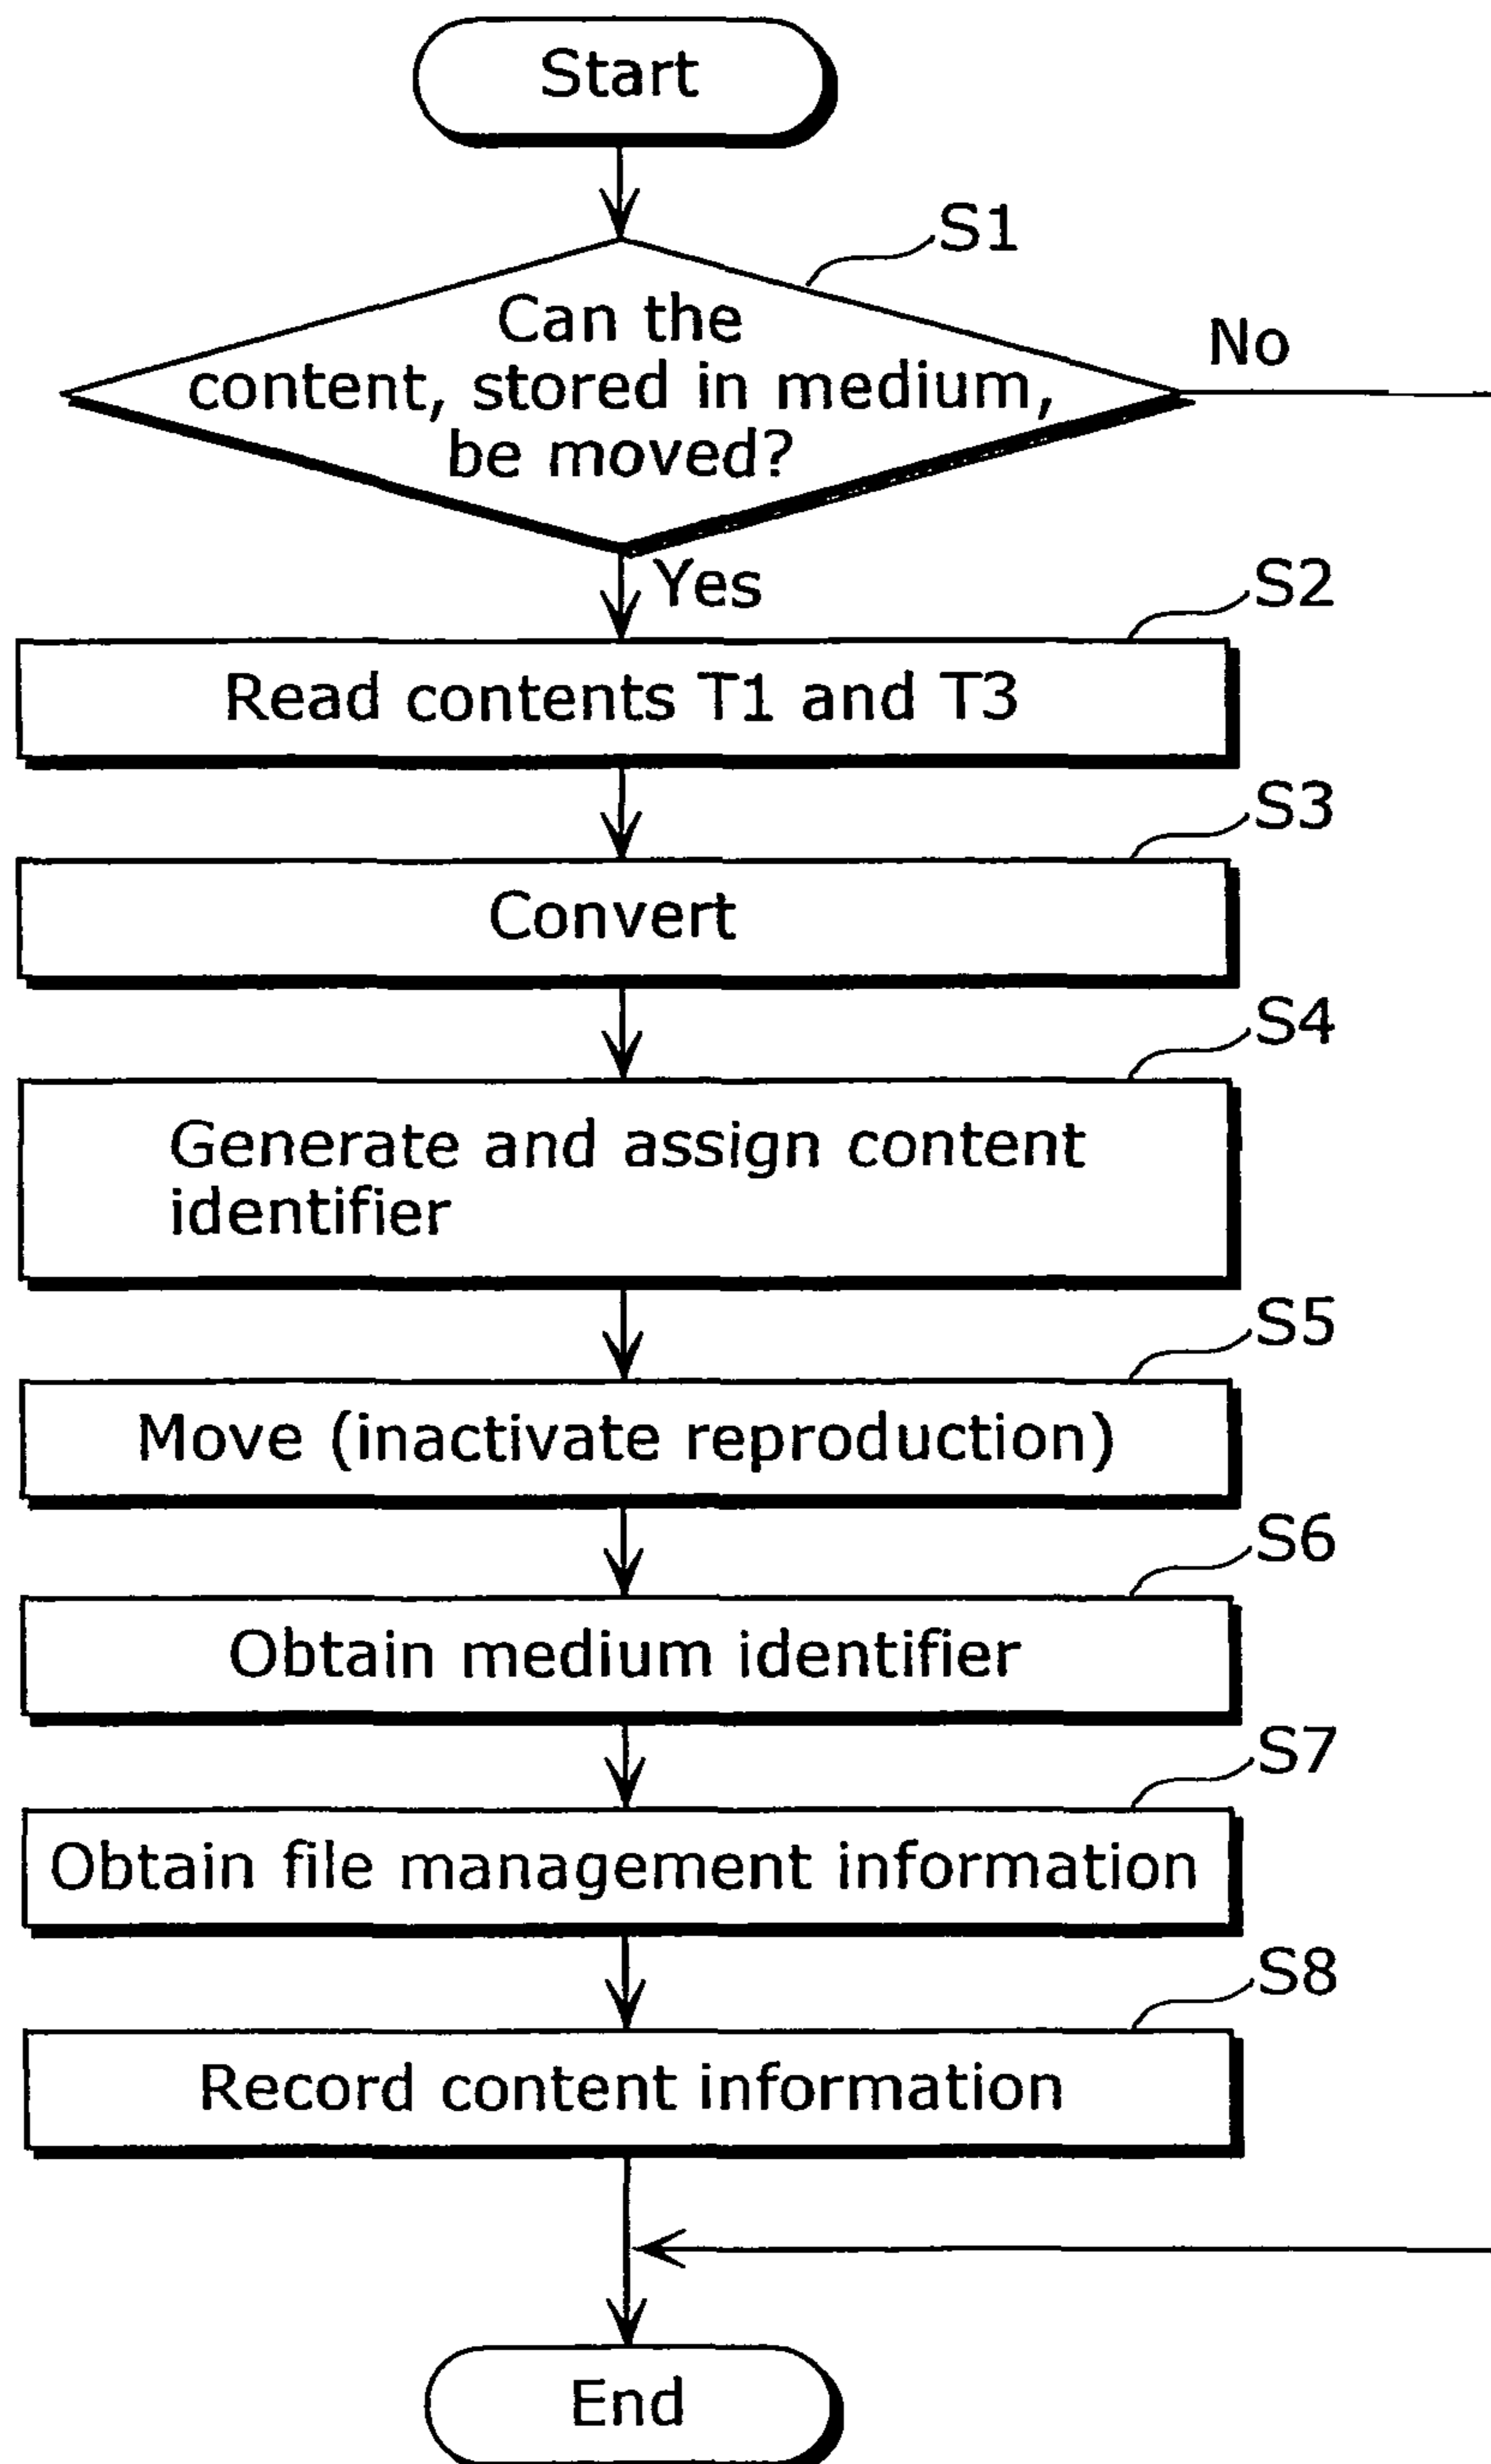 Start
S1
Can the
content, stored in medium,
be moved?
No
Yes
S2
Read contents T1 and T3
S3
Convert
S4
Generate and assign content
identifier
S5
Move (inactivate reproduction)
S6
Obtain medium identifier
S7
Obtain file management information
S8
Record content information
End